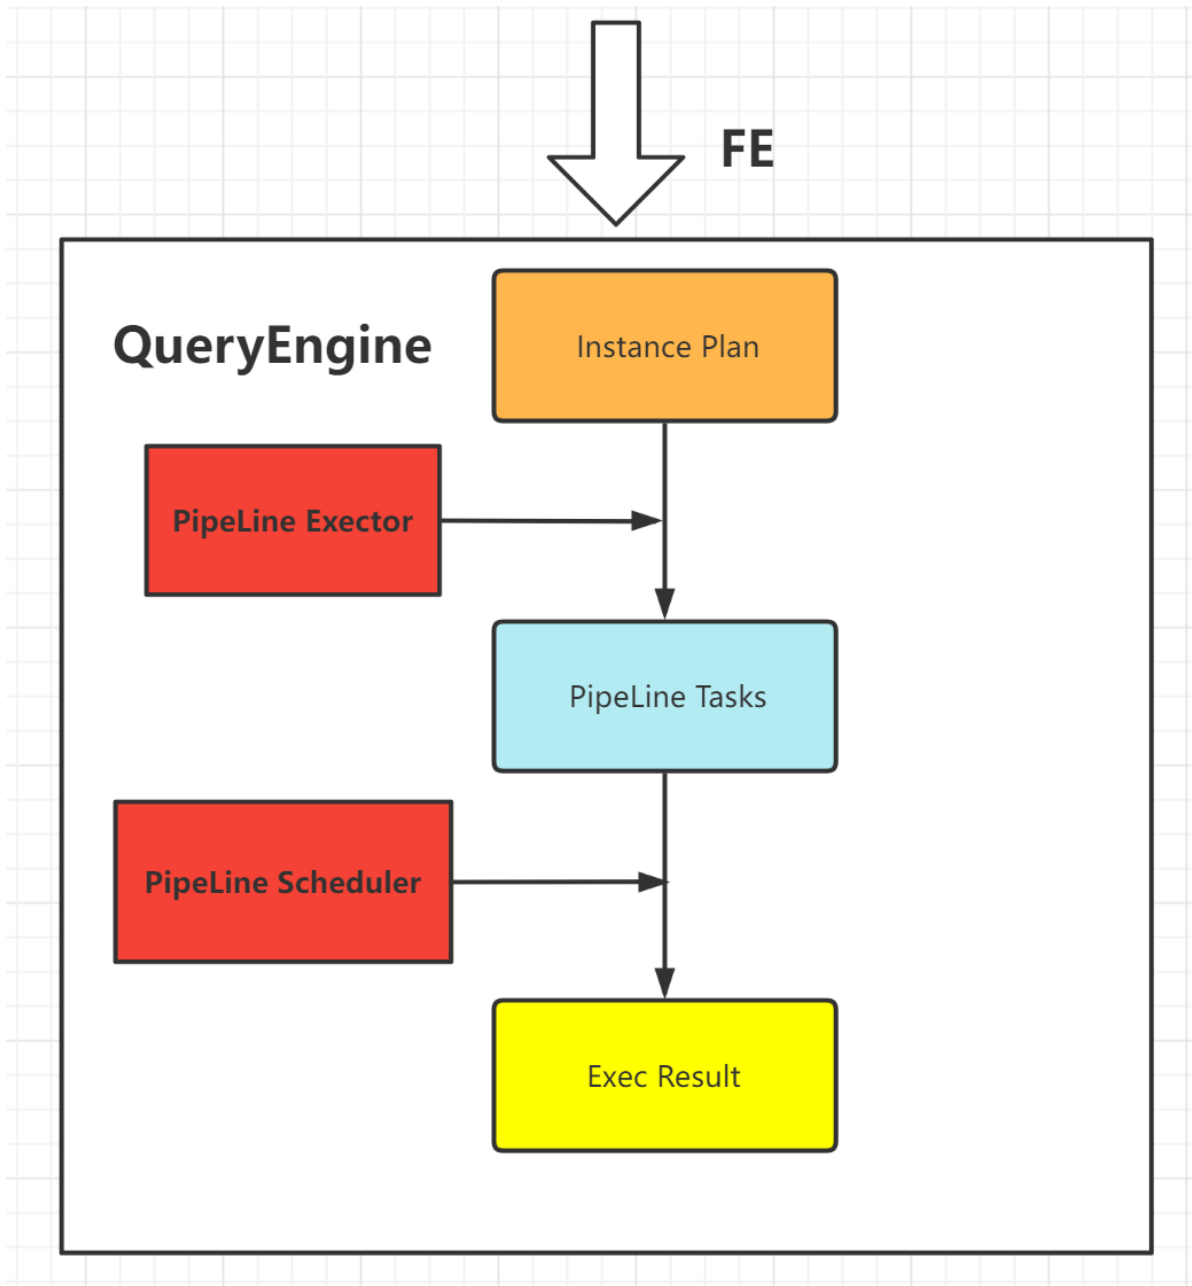 FE
QueryEngine
Instance Plan
PipeLine Exector
PipeLine Tasks
PipeLine Scheduler
Exec Result